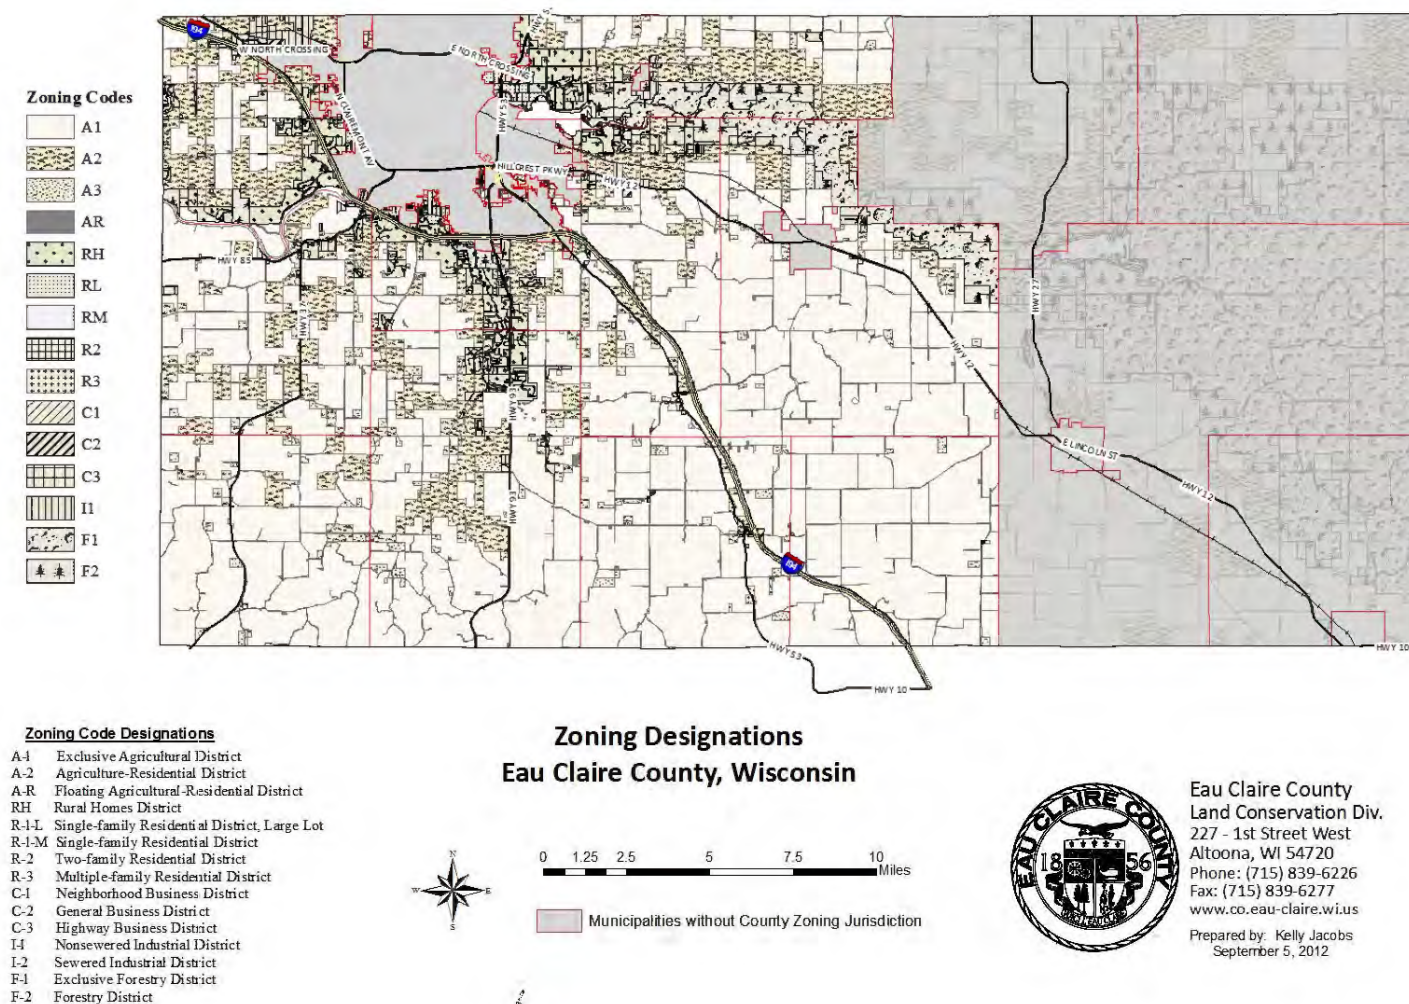 104
W NORTH CROSSING
E NORTH CROSSING
N CLAIREMONT AV
HWY 53
HILLCREST PKWY
HWY 12
HWY 85
HWY 37
HWY 93
HWY 93
HWY 27
HWY 12
E LINCOLN ST
HWY 12
HWY 53
HWY 10
HWY 10
Zoning Codes
A1
A2
A3
AR
RH
RL
RM
R2
R3
C1
C2
C3
I1
F1
F2
Zoning Code Designations
A-1 Exclusive Agricultural District
A-2 Agriculture-Residential District
A-R Floating Agricultural-Residential District
RH Rural Homes District
R-1-L Single-family Residential District, Large Lot
R-1-M Single-family Residential District
R-2 Two-family Residential District
R-3 Multiple-family Residential District
C-1 Neighborhood Business District
C-2 General Business District
C-3 Highway Business District
I-1 Nonsewered Industrial District
I-2 Sewered Industrial District
F-1 Exclusive Forestry District
F-2 Forestry District
Zoning Designations
Eau Claire County, Wisconsin
N
W E
S
0 1.25 2.5 5 7.5 10
Miles
Municipalities without County Zoning Jurisdiction
EAU CLAIRE COUNTY
18 56
Eau Claire County
Land Conservation Div.
227 - 1st Street West
Altoona, WI 54720
Phone: (715) 839-6226
Fax: (715) 839-6277
www.co.eau-claire.wi.us
Prepared by: Kelly Jacobs
September 5, 2012